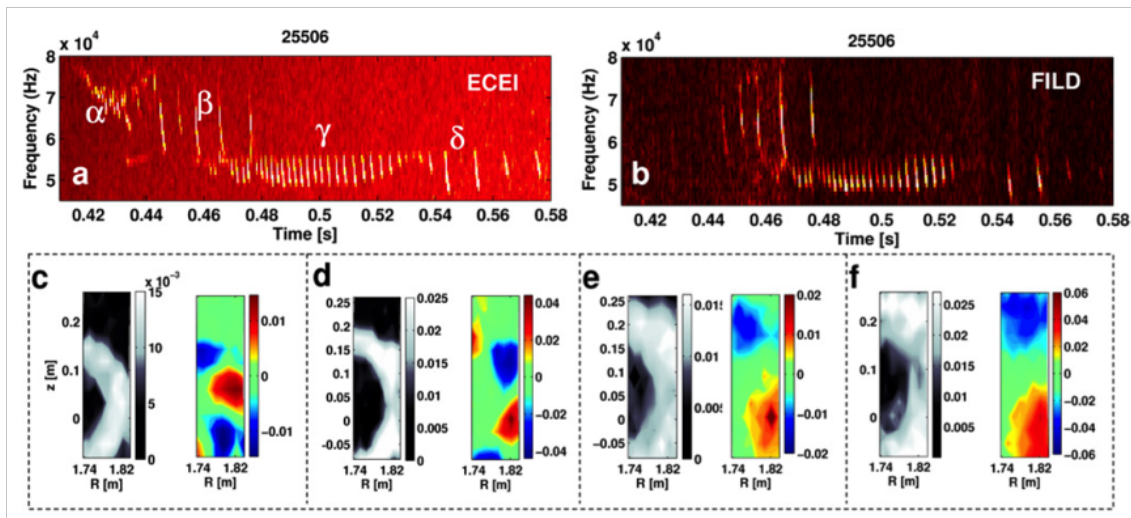 25506
25506
x 10⁴
x 10⁴
ECEI
FILD
α
β
γ
δ
8
7
6
5
Frequency (Hz)
a
0.42 0.44 0.46 0.48 0.5 0.52 0.54 0.56 0.58
Time [s]
8
7
6
5
Frequency (Hz)
b
0.42 0.44 0.46 0.48 0.5 0.52 0.54 0.56 0.58
Time [s]
c
x 10⁻³
0.2
0.1
0
z [m]
15
10
5
0
0.01
0
−0.01
1.74 1.82
R [m]
1.74 1.82
R [m]
d
0.25
0.2
0.15
0.1
0.05
0
-0.05
0.025
0.02
0.015
0.01
0.005
0
0.04
0.02
0
−0.02
−0.04
1.74 1.82
R [m]
1.74 1.82
R [m]
e
0.25
0.2
0.15
0.1
0.05
0
−0.05
0.01
0
0.02
0.01
0
−0.01
−0.02
1.74 1.82
R [m]
1.74 1.82
R [m]
f
0.2
0.1
0
0.025
0.02
0.015
0.01
0.005
0.06
0.04
0.02
0
−0.02
−0.04
−0.06
1.74 1.82
R [m]
1.74 1.82
R [m]